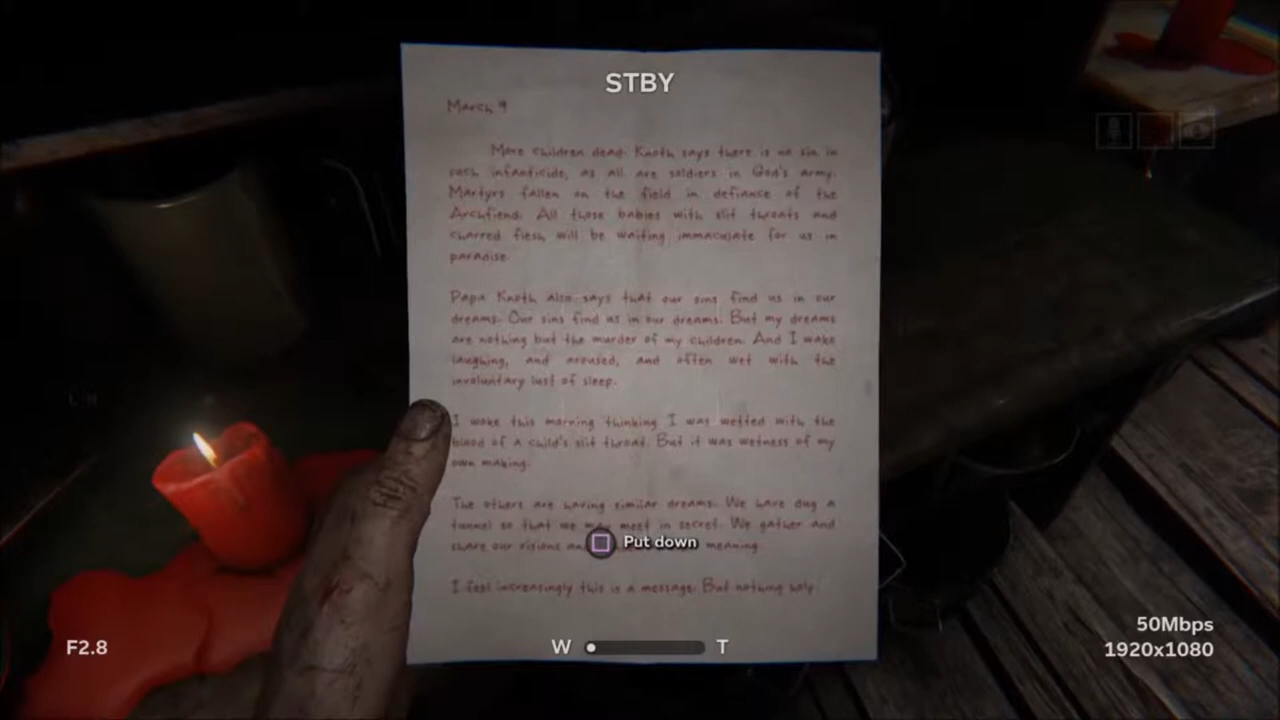 STBY
March 9
More children dead. Knoth says there is no sin in
such infanticide, as all are soldiers in God's army.
Martyrs fallen on the field in defiance of the
Archfiend. All those babies with slit throats and
charred flesh will be waiting immaculate for us in
paradise.
Papa Knoth also says that our sins find us in our
dreams. Our sins find us in our dreams. But my dreams
are nothing but the murder of my children. And I wake
laughing, and aroused, and often wet with the
involuntary lust of sleep.
I woke this morning thinking I was wetted with the
blood of a child's slit throat. But it was wetness of my
own making.
The others are having similar dreams. We have dug a
tunnel so that we may meet in secret. We gather and
share our visions and meaning.
Put down
I feel increasingly this is a message. But nothing holy.
F2.8
W T
50Mbps
1920x1080